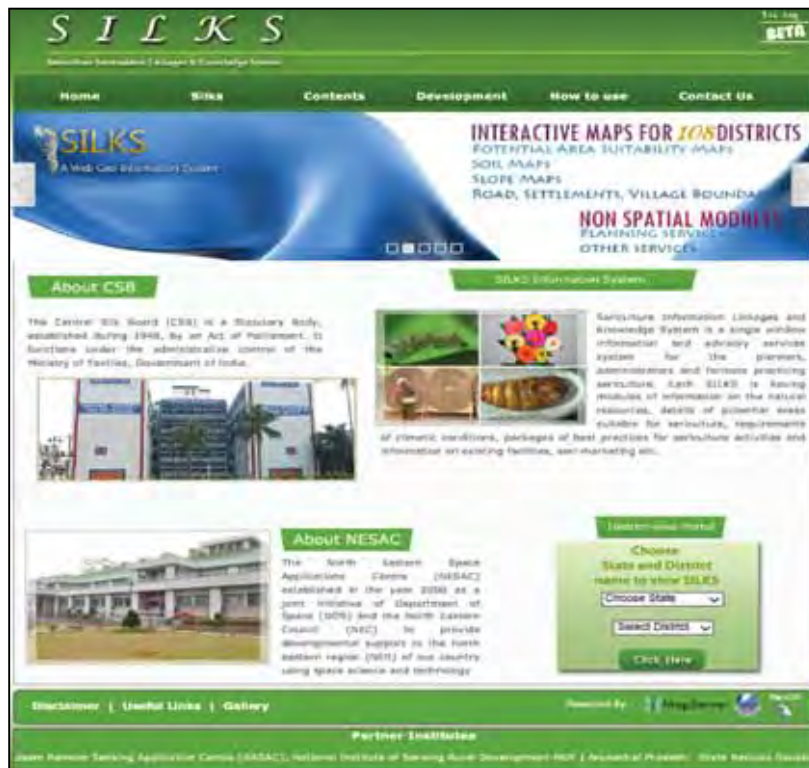 SILKS
BETA
Home Silks Contents Development How to use Contact Us
SILKS
A Web Geo Information System
INTERACTIVE MAPS FOR 108 DISTRICTS
POTENTIAL AREA SUITABILITY MAPS
SOIL MAPS
SLOPE MAPS
ROAD, SETTLEMENTS, VILLAGE BOUNDA
NON SPATIAL MODULES
PLANNING SERVICE
OTHER SERVICES
About CSB
The Central Silk Board (CSB) is a Statutory Body,
established during 1948, by an Act of Parliament. It
functions under the administrative control of the
Ministry of Textiles, Government of India.
SILKS Information System
Sericulture Information Linkages and
Knowledge System is a single window
information and advisory services
system for the planners,
administrators and farmers practicing
sericulture. Each SILKS is having
modules of information on the natural
resources, details of potential areas
suitable for sericulture, requirements
of climatic conditions, packages of best practices for sericulture activities and
information on existing facilities, marketing etc.
About NESAC
The North Eastern Space
Applications Centre (NESAC)
established in the year 2000 as a
joint initiative of Department of
Space (DOS) and the North Eastern
Council (NEC) to provide
developmental support to the north
eastern region (NER) of our country
using space science and technology
Choose
State and District
name to view SILKS
Choose State
Select District
Click Here
Disclaimer | Useful Links | Gallery
Powered By MapServer
Partner Institutes
Remote Sensing Application Centre